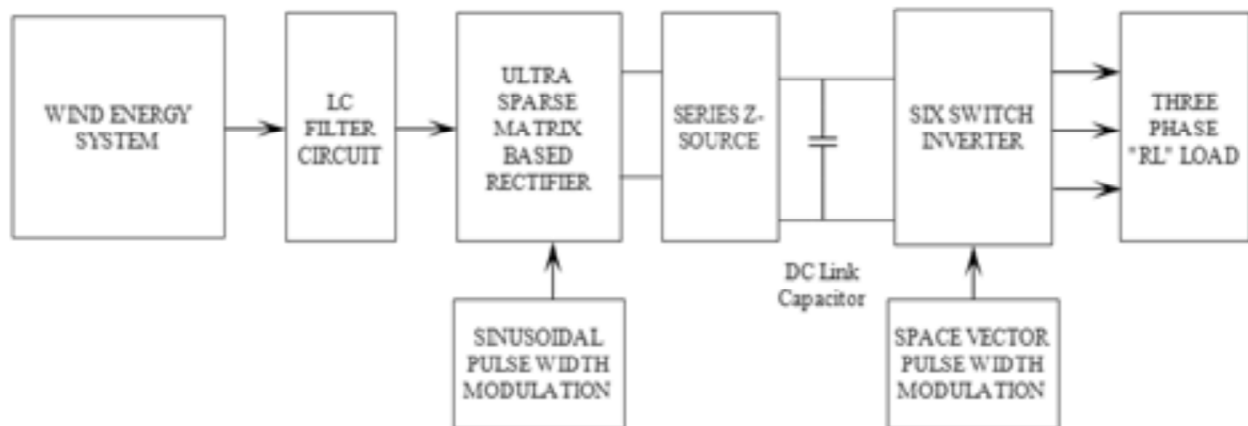 WIND ENERGY
SYSTEM
LC
FILTER
CIRCUIT
ULTRA
SPARSE
MATRIX
BASED
RECTIFIER
SERIES Z-
SOURCE
SIX SWITCH
INVERTER
THREE
PHASE
"RL" LOAD
DC Link
Capacitor
SINUSOIDAL
PULSE WIDTH
MODULATION
SPACE VECTOR
PULSE WIDTH
MODULATION